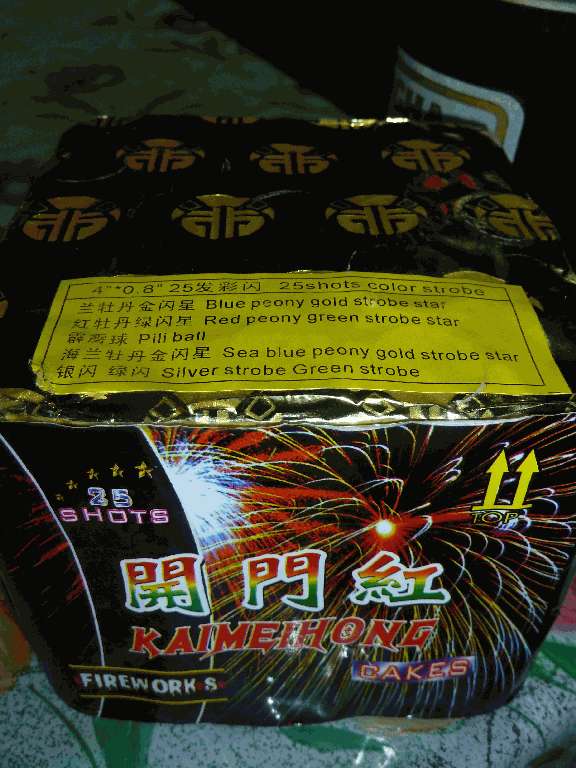 4"*0.8" 25发彩闪 25shots color strobe
兰牡丹金闪星 Blue peony gold strobe star
红牡丹绿闪星 Red peony green strobe star
霹雳球 Pili ball
海兰牡丹金闪星 Sea blue peony gold strobe star
银闪 绿闪 Silver strobe Green strobe
25
SHOTS
TOP
開門紅
KAIMEIHONG
CAKES
FIREWORKS